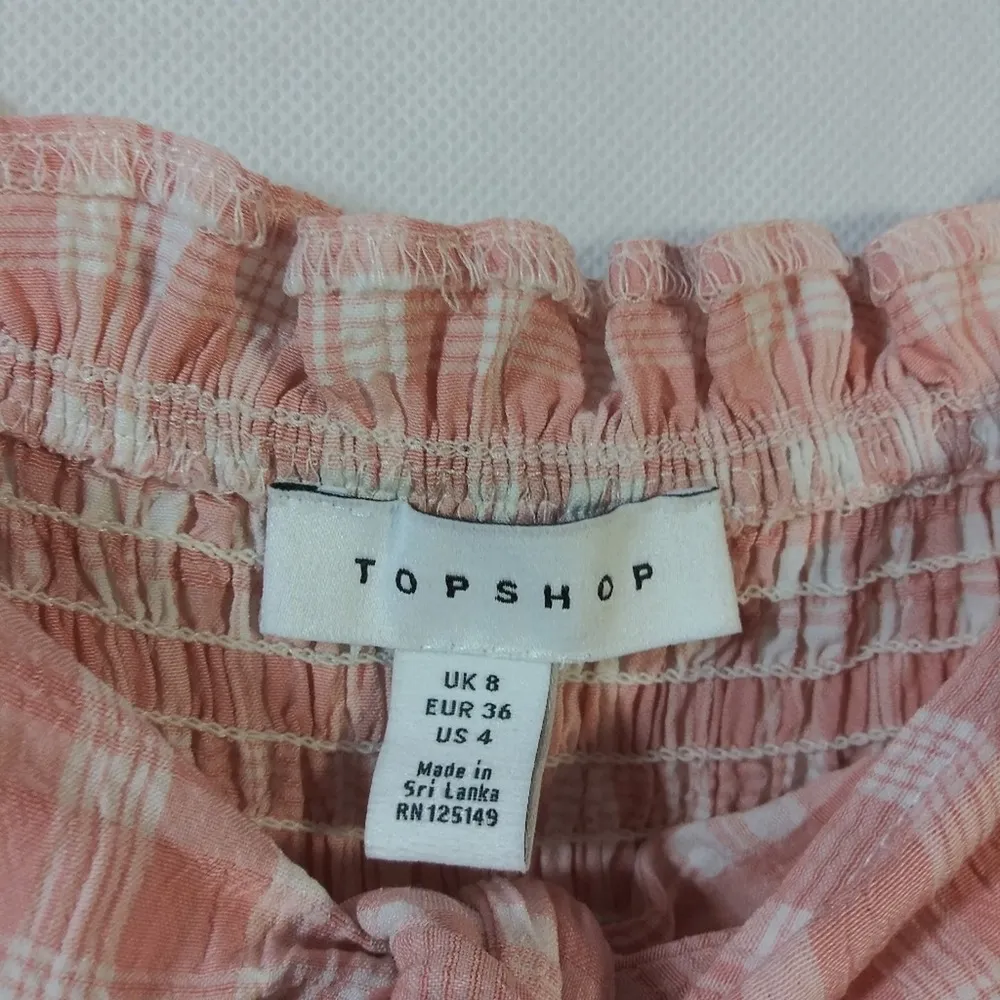 TOPSHOP
UK 8
EUR 36
US 4
Made in
Sri Lanka
RN125149